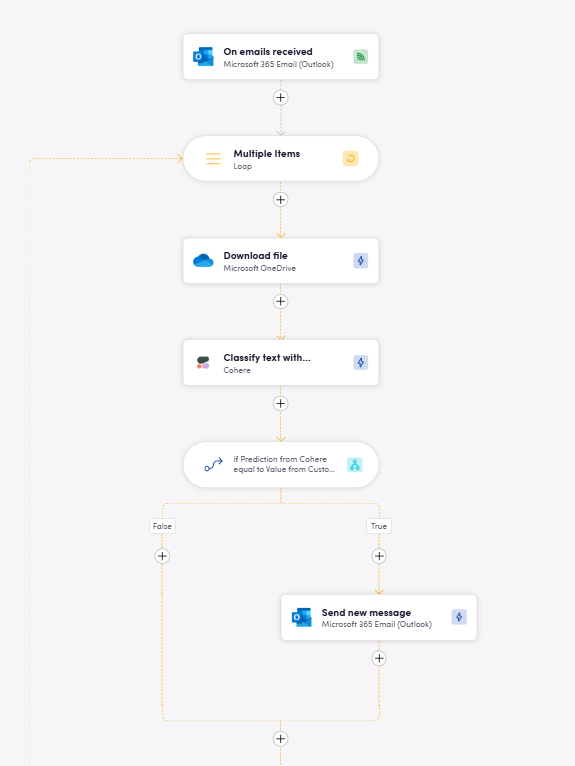 On emails received
Microsoft 365 Email (Outlook)
Multiple Items
Loop
Download file
Microsoft OneDrive
Classify text with...
Cohere
if Prediction from Cohere
equal to Value from Custo...
False
True
Send new message
Microsoft 365 Email (Outlook)